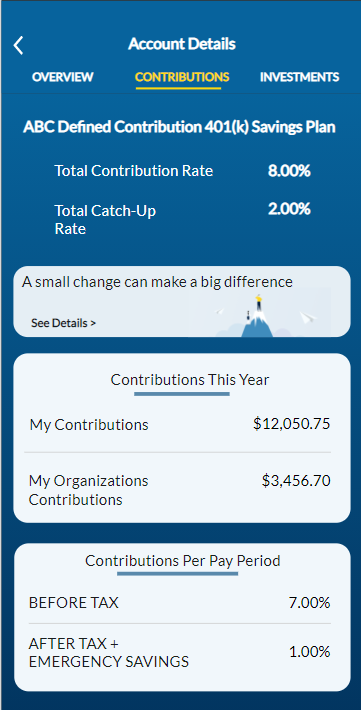 Account Details
OVERVIEW CONTRIBUTIONS INVESTMENTS
ABC Defined Contribution 401(k) Savings Plan
Total Contribution Rate 8.00%
Total Catch-Up 2.00%
Rate
A small change can make a big difference
See Details >
Contributions This Year
My Contributions $12,050.75
My Organizations $3,456.70
Contributions
Contributions Per Pay Period
BEFORE TAX 7.00%
AFTER TAX + 1.00%
EMERGENCY SAVINGS